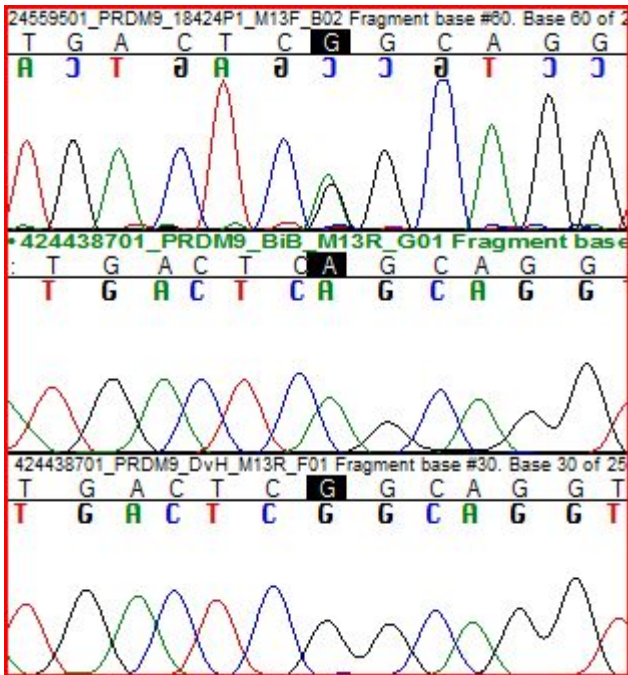 24559501_PRDM9_18424P1_M13F_B02 Fragment base #60. Base 60 of 2
T G A C T C G G C A G G
A C T G A G C C G T C C
424438701_PRDM9_BiB_M13R_G01 Fragment base
: T G A C T C A G C A G G
T G A C T C A G C A G G
424438701_PRDM9_DvH_M13R_F01 Fragment base #30. Base 30 of 25
T G A C T C G G C A G G T
T G A C T C G G C A G G T